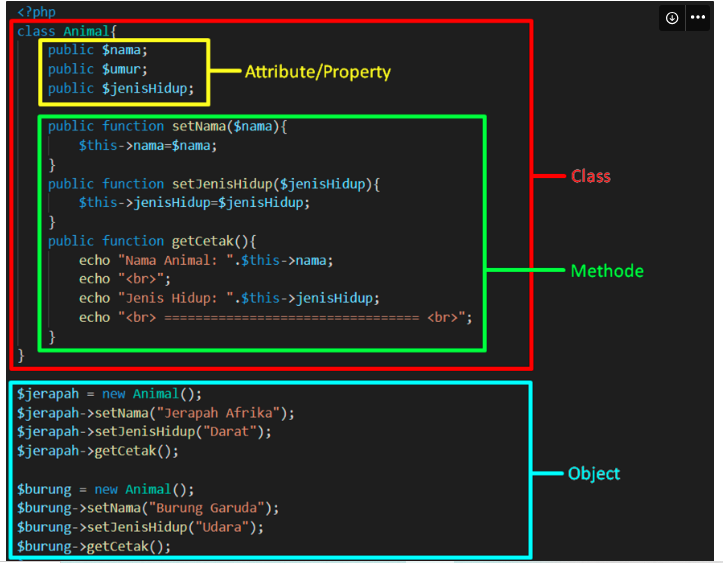 <?php
class Animal{
public $nama;
public $umur;
public $jenisHidup;
Attribute/Property
public function setNama($nama){
$this->nama=$nama;
}
public function setJenisHidup($jenisHidup){
$this->jenisHidup=$jenisHidup;
}
public function getCetak(){
echo "Nama Animal: ".$this->nama;
echo "<br>";
echo "Jenis Hidup: ".$this->jenisHidup;
echo "<br> ================================= <br>";
}
}
Class
Methode
$jerapah = new Animal();
$jerapah->setNama("Jerapah Afrika");
$jerapah->setJenisHidup("Darat");
$jerapah->getCetak();
$burung = new Animal();
$burung->setNama("Burung Garuda");
$burung->setJenisHidup("Udara");
$burung->getCetak();
Object